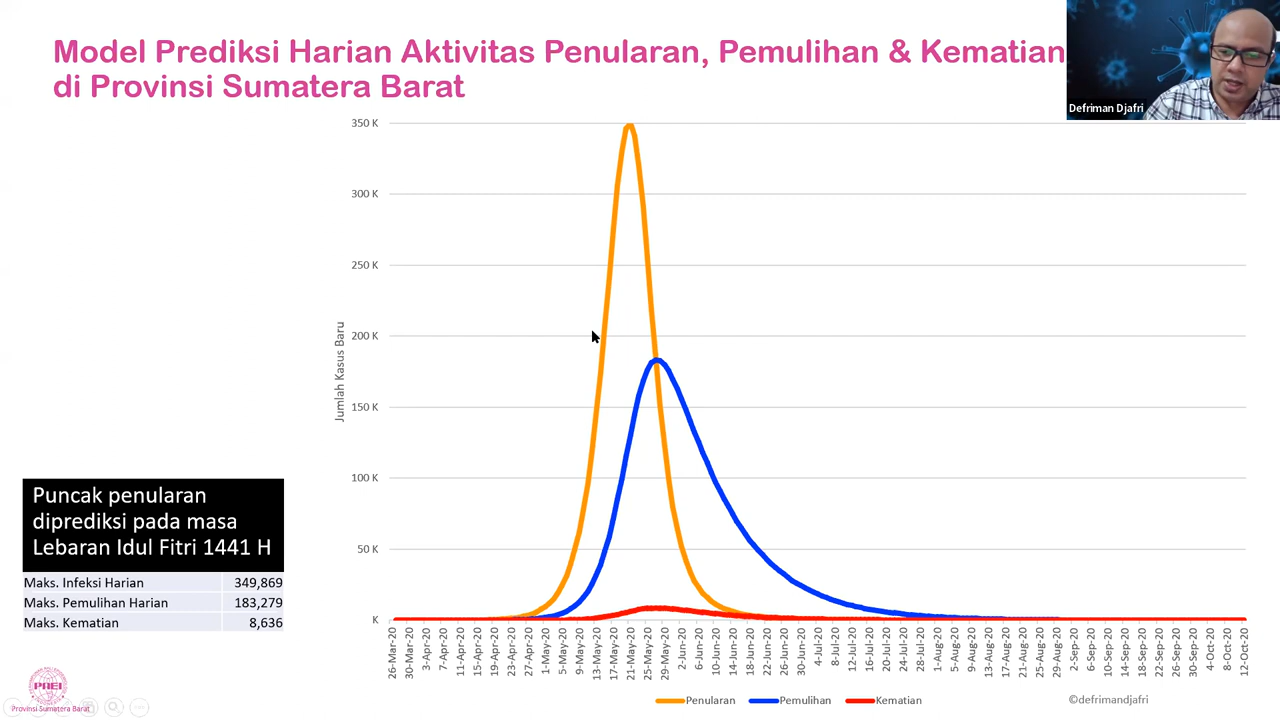 Model Prediksi Harian Aktivitas Penularan, Pemulihan & Kematian
di Provinsi Sumatera Barat
Defriman Djafri
350 K
300 K
250 K
200 K
150 K
100 K
50 K
K
Jumlah Kasus Baru
Puncak penularan
diprediksi pada masa
Lebaran Idul Fitri 1441 H
Maks. Infeksi Harian 349,869
Maks. Pemulihan Harian 183,279
Maks. Kematian 8,636
26-Mar-20
30-Mar-20
3-Apr-20
7-Apr-20
11-Apr-20
15-Apr-20
19-Apr-20
23-Apr-20
27-Apr-20
1-May-20
5-May-20
9-May-20
13-May-20
17-May-20
21-May-20
25-May-20
29-May-20
2-Jun-20
6-Jun-20
10-Jun-20
14-Jun-20
18-Jun-20
22-Jun-20
26-Jun-20
30-Jun-20
4-Jul-20
8-Jul-20
12-Jul-20
16-Jul-20
20-Jul-20
24-Jul-20
28-Jul-20
1-Aug-20
5-Aug-20
9-Aug-20
13-Aug-20
17-Aug-20
21-Aug-20
25-Aug-20
29-Aug-20
2-Sep-20
6-Sep-20
10-Sep-20
14-Sep-20
18-Sep-20
22-Sep-20
26-Sep-20
30-Sep-20
4-Oct-20
8-Oct-20
12-Oct-20
Penularan Pemulihan Kematian
©defrimandjafri
PAEI
Provinsi Sumatera Barat